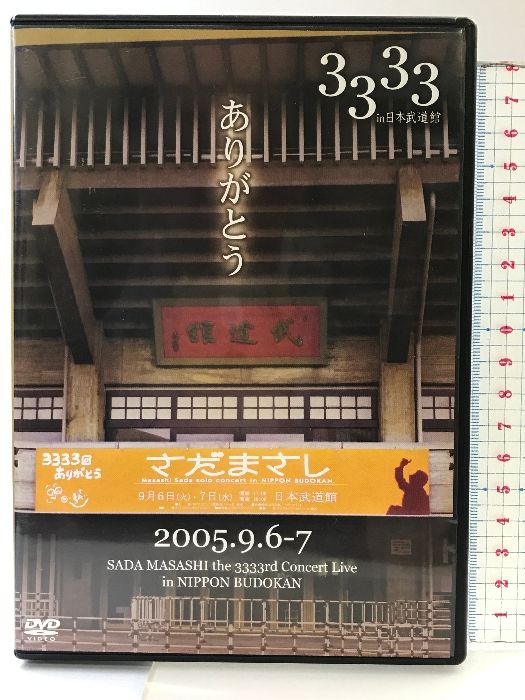 3333
in日本武道館
ありがとう
武道館
3333回
ありがとう
さだまさし
Masashi Sada solo concert in NIPPON BUDOKAN
9月6日(火)・7日(水)
日本武道館
2005.9.6-7
SADA MASASHI the 3333rd Concert Live
in NIPPON BUDOKAN
DVD
VIDEO